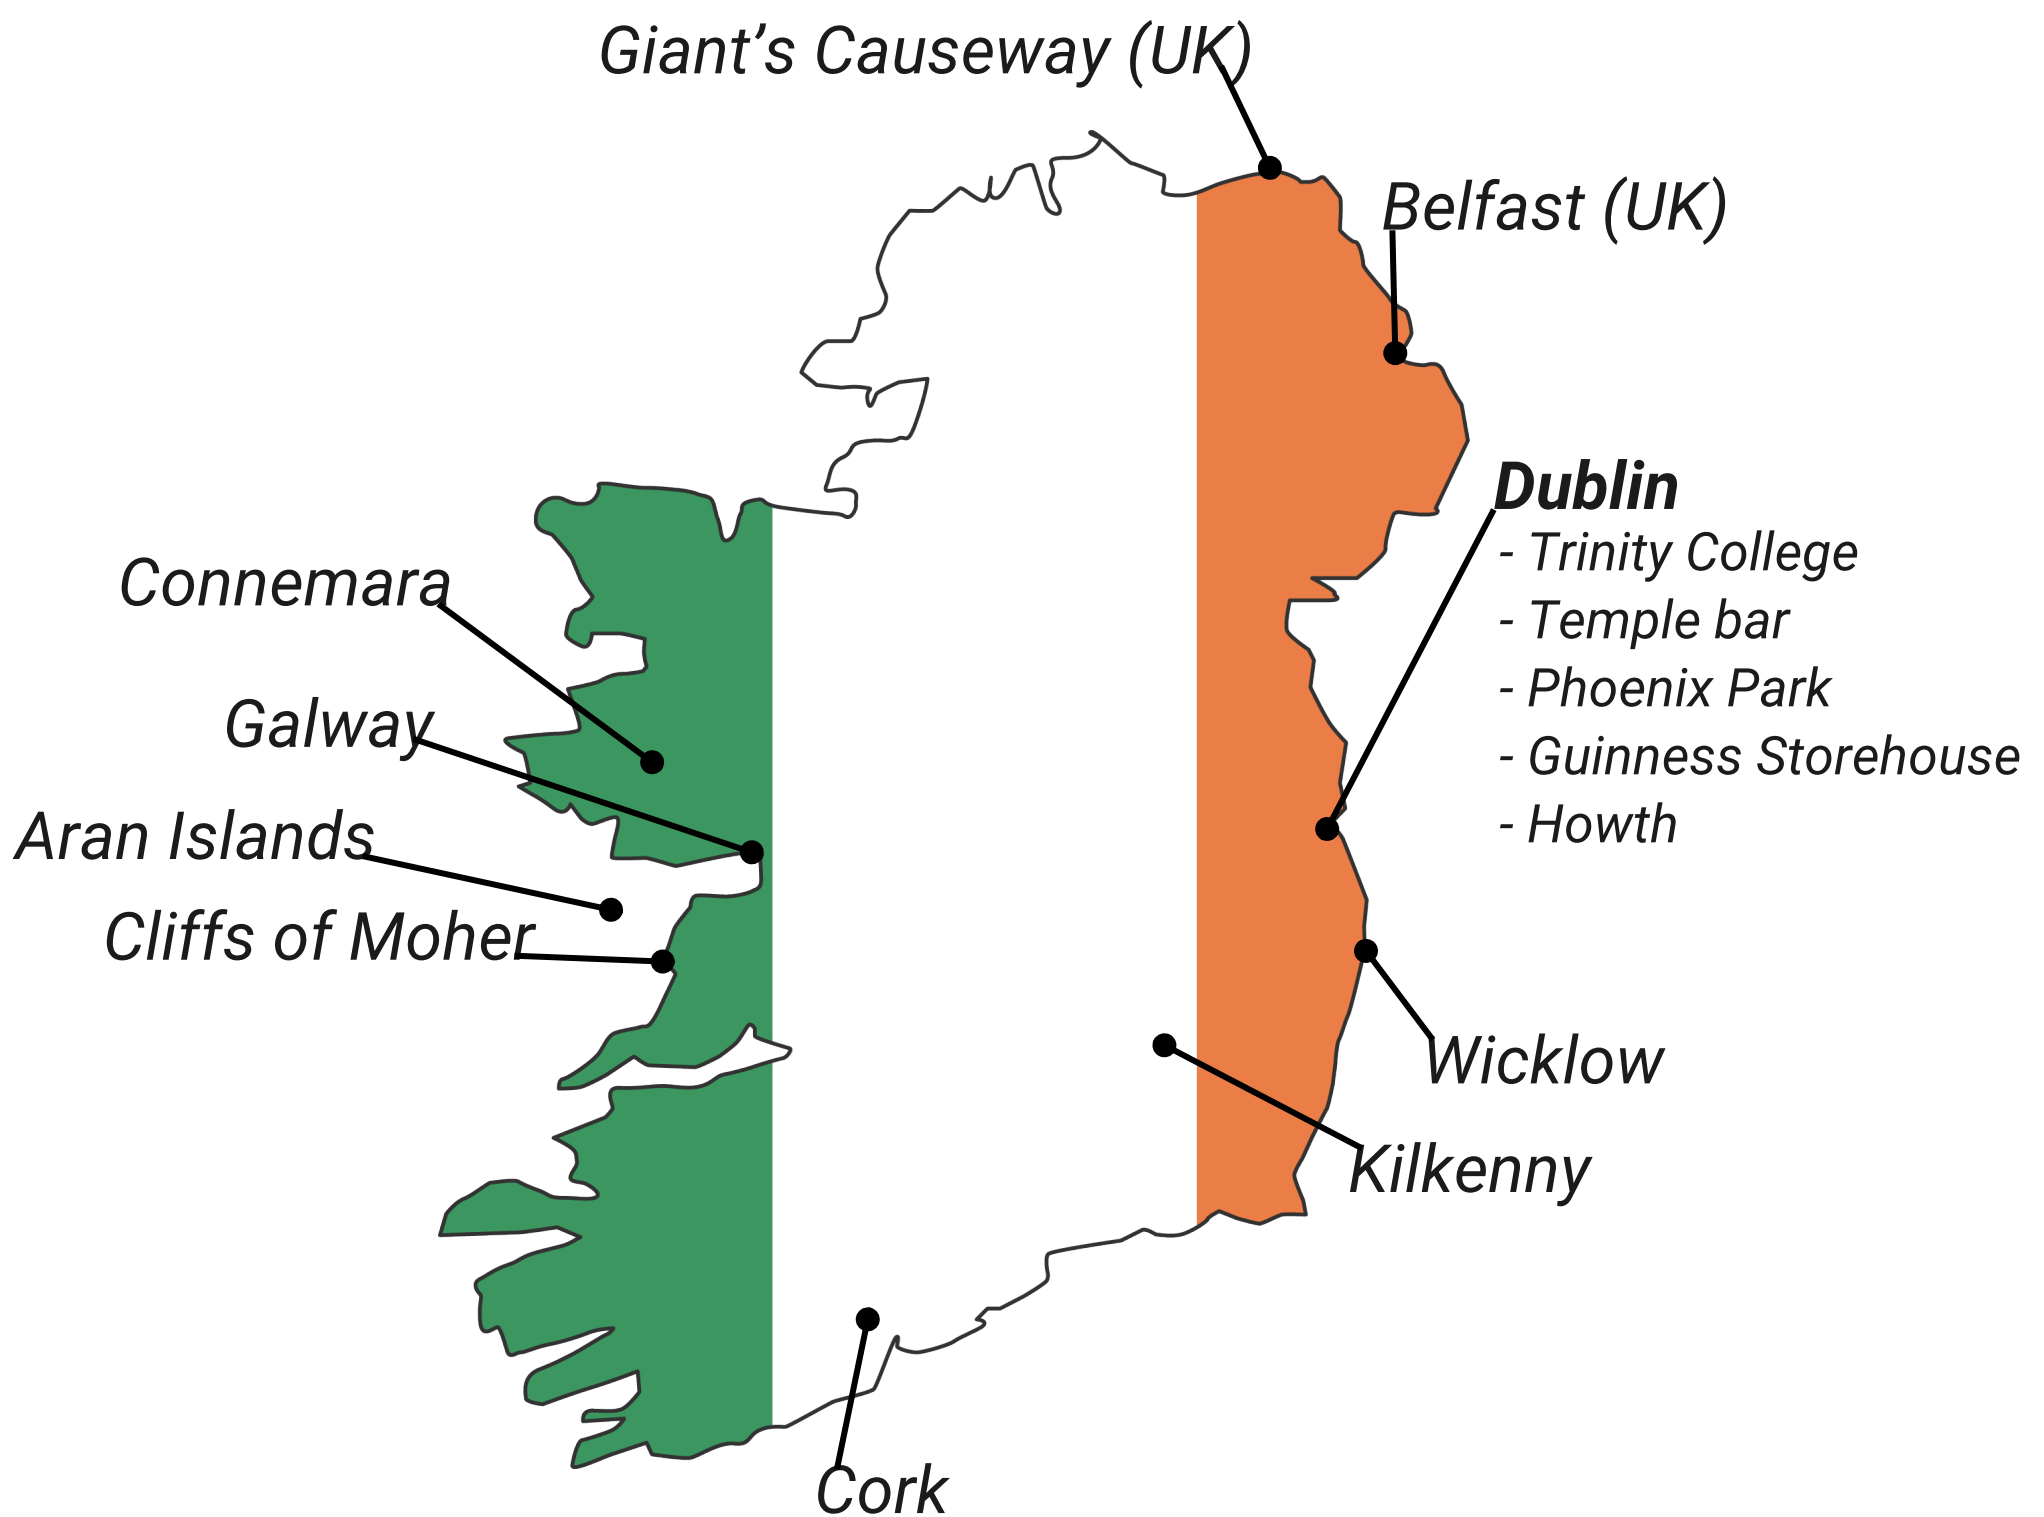 Giant’s Causeway (UK)
Belfast (UK)
Dublin
- Trinity College
- Temple bar
- Phoenix Park
- Guinness Storehouse
- Howth
Connemara
Galway
Aran Islands
Cliffs of Moher
Wicklow
Kilkenny
Cork